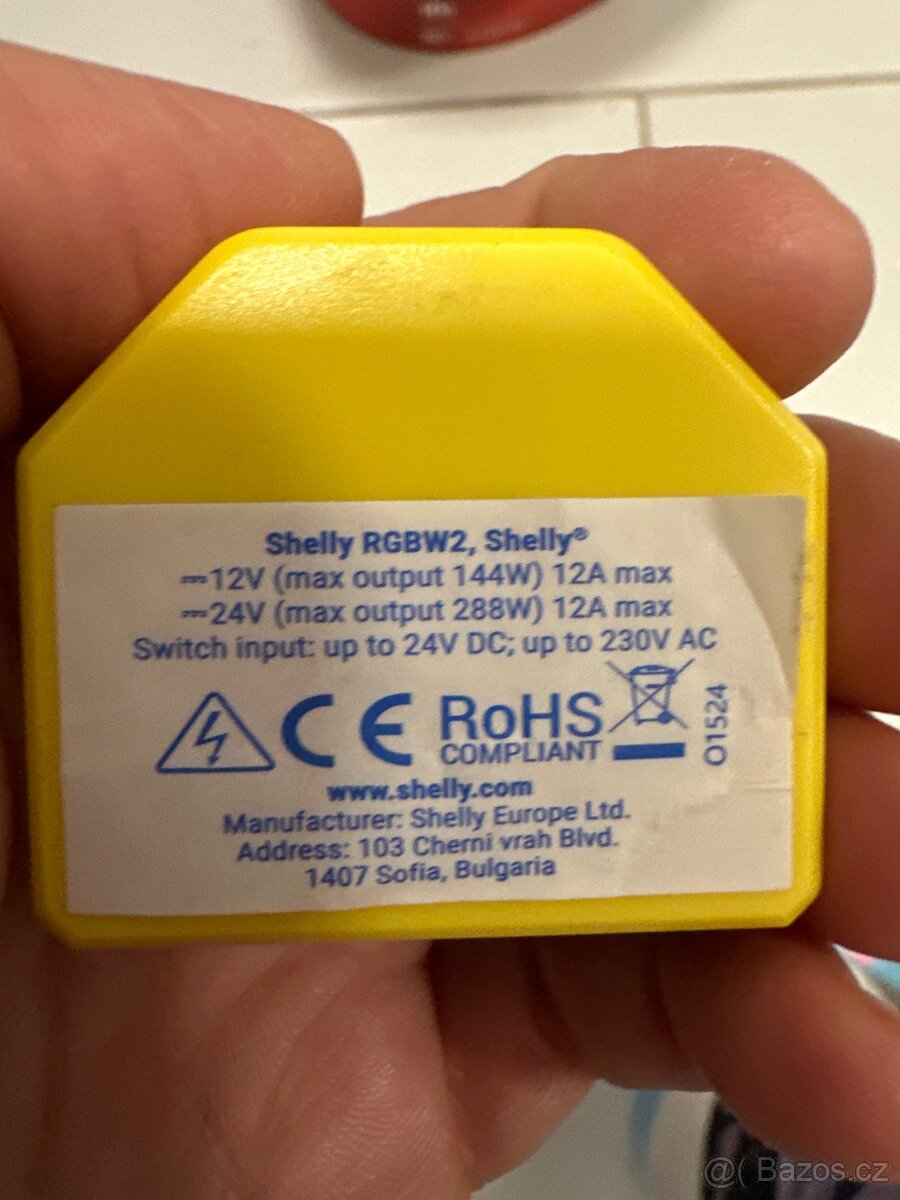 Shelly RGBW2, Shelly®
⎓12V (max output 144W) 12A max
⎓24V (max output 288W) 12A max
Switch input: up to 24V DC; up to 230V AC
CE RoHS
COMPLIANT
O1524
www.shelly.com
Manufacturer: Shelly Europe Ltd.
Address: 103 Cherni vrah Blvd.
1407 Sofia, Bulgaria
@( Bazos.cz